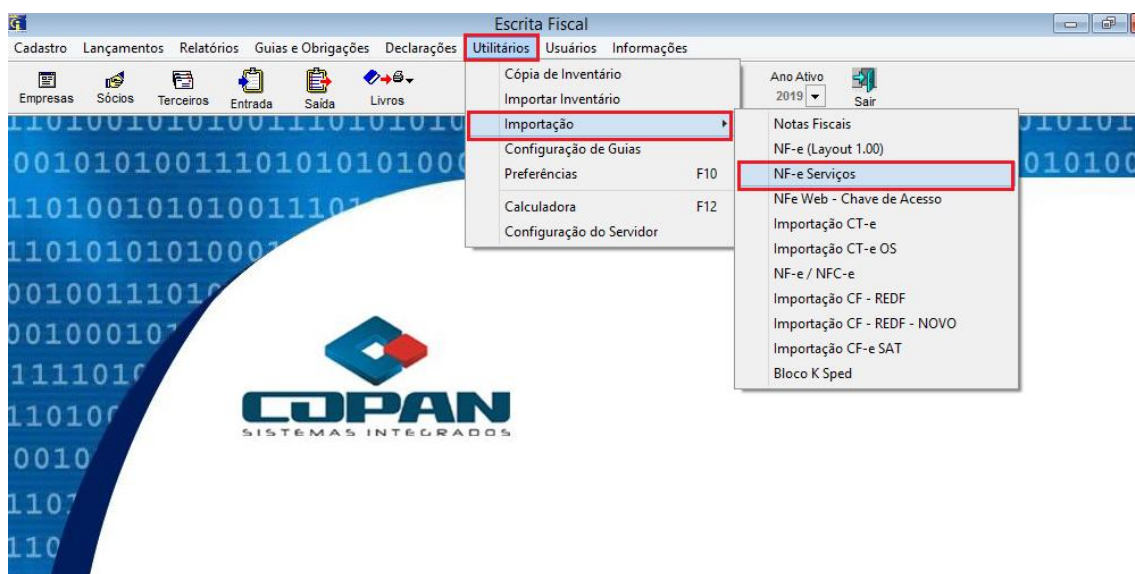 Escrita Fiscal
Cadastro Lançamentos Relatórios Guias e Obrigações Declarações Utilitários Usuários Informações
Empresas Sócios Terceiros Entrada Saída Livros
Ano Ativo
2019
Sair
Cópia de Inventário
Importar Inventário
Importação
Configuração de Guias
Preferências F10
Calculadora F12
Configuração do Servidor
Notas Fiscais
NF-e (Layout 1.00)
NF-e Serviços
NFe Web - Chave de Acesso
Importação CT-e
Importação CT-e OS
NF-e / NFC-e
Importação CF - REDF
Importação CF - REDF - NOVO
Importação CF-e SAT
Bloco K Sped
COPAN
SISTEMAS INTEGRADOS